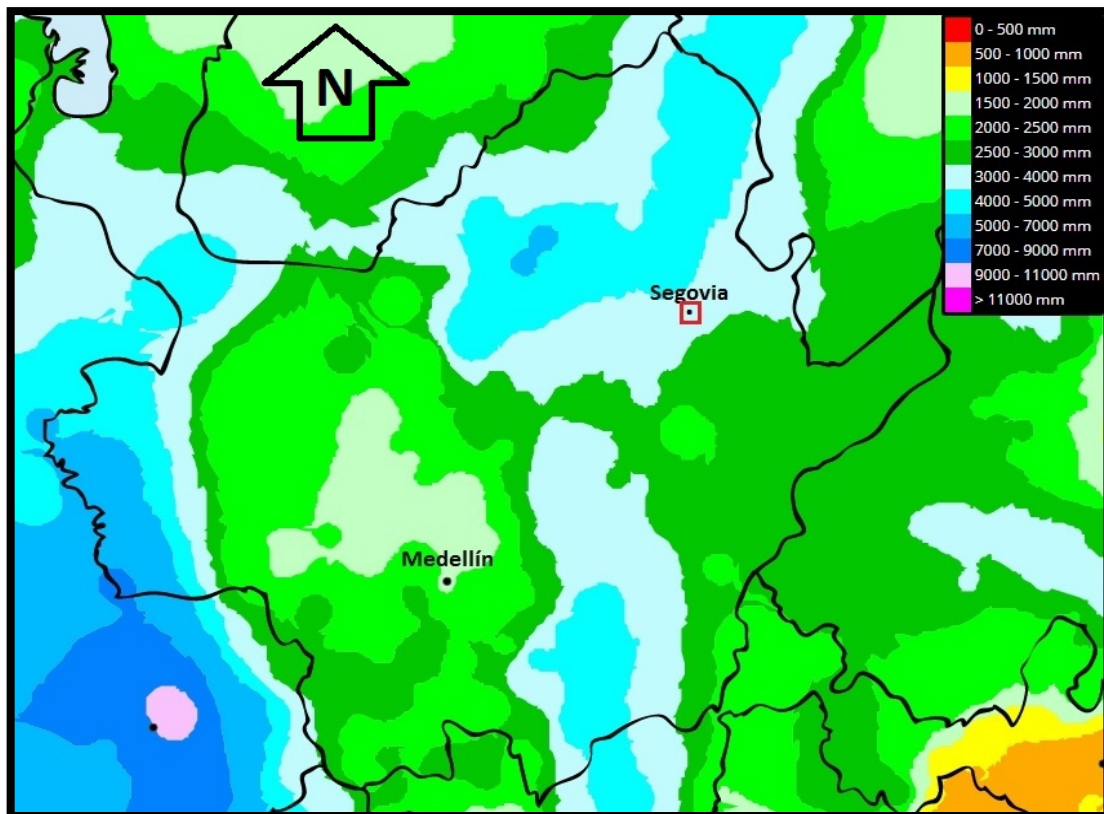 N
0 - 500 mm
500 - 1000 mm
1000 - 1500 mm
1500 - 2000 mm
2000 - 2500 mm
2500 - 3000 mm
3000 - 4000 mm
4000 - 5000 mm
5000 - 7000 mm
7000 - 9000 mm
9000 - 11000 mm
> 11000 mm
Segovia
Medellín